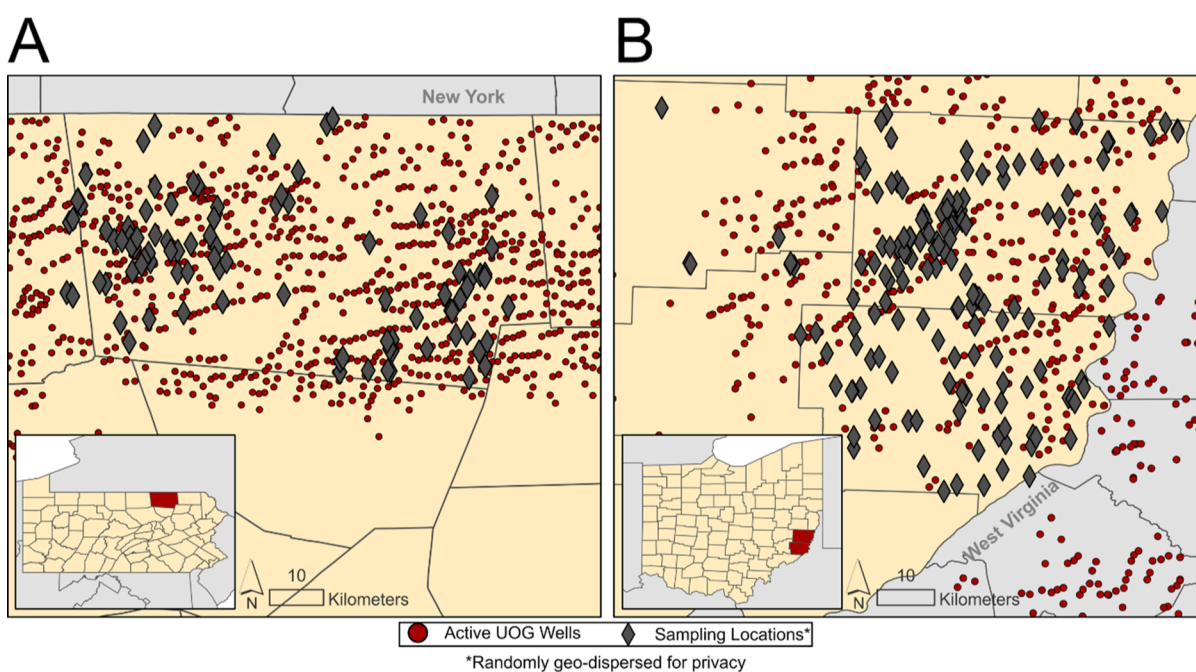 A
B
New York
West Virginia
N
10
Kilometers
N
10
Kilometers
Active UOG Wells
Sampling Locations*
*Randomly geo-dispersed for privacy